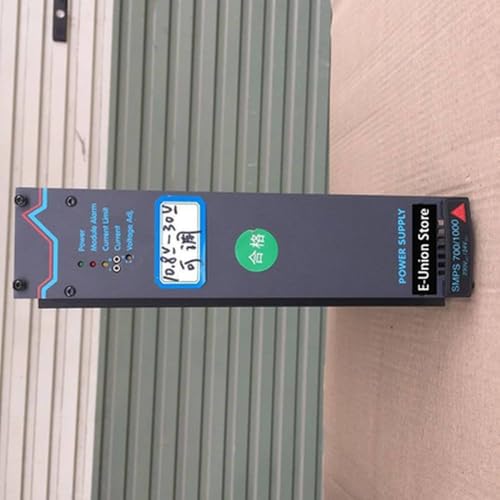 Power
Module Alarm
Current Limit
Current
Voltage Adj.
10.8V-30V
可调
合格
POWER SUPPLY
E-Union Store
SMPS 700/1000